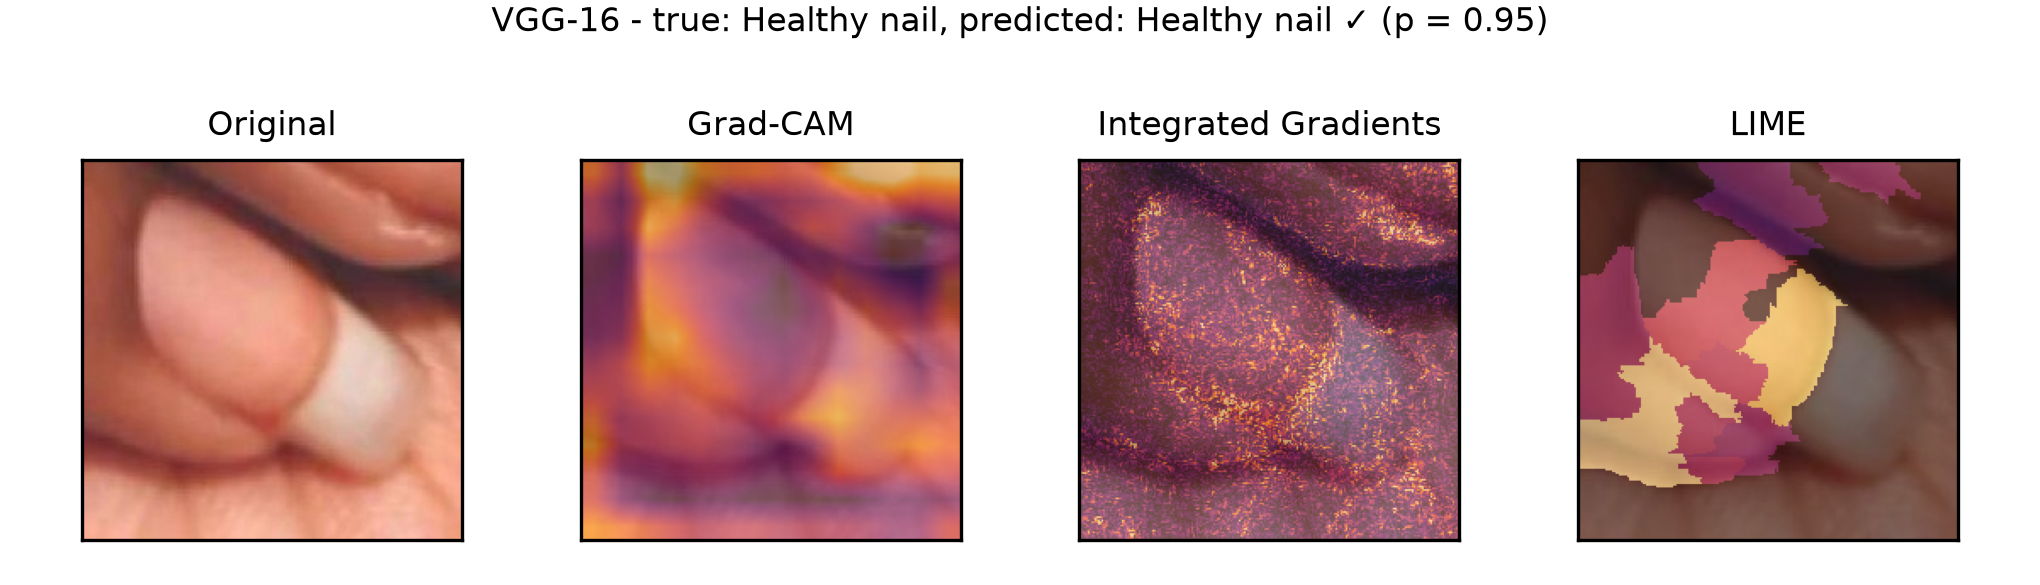 VGG-16 - true: Healthy nail, predicted: Healthy nail ✓ (p = 0.95)
Original
Grad-CAM
Integrated Gradients
LIME